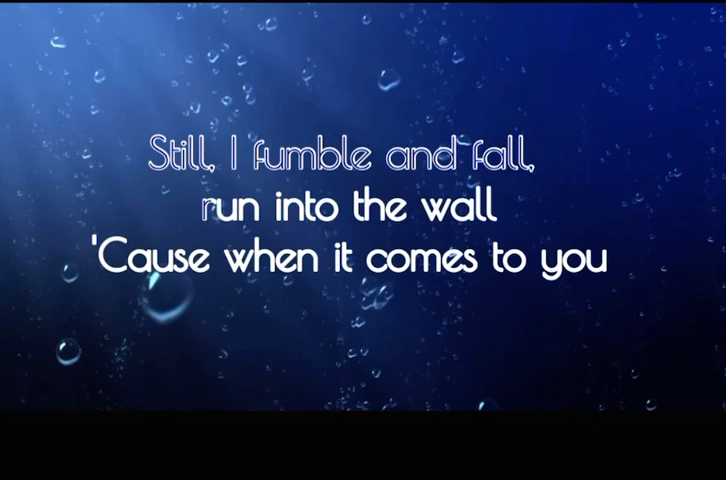 Still, I fumble and fall,
run into the wall
'Cause when it comes to you